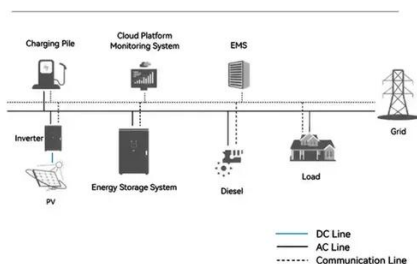 Charging Pile
Cloud Platform
Monitoring System
EMS
Grid
Inverter
PV
Energy Storage System
Diesel
Load
DC Line
AC Line
Communication Line